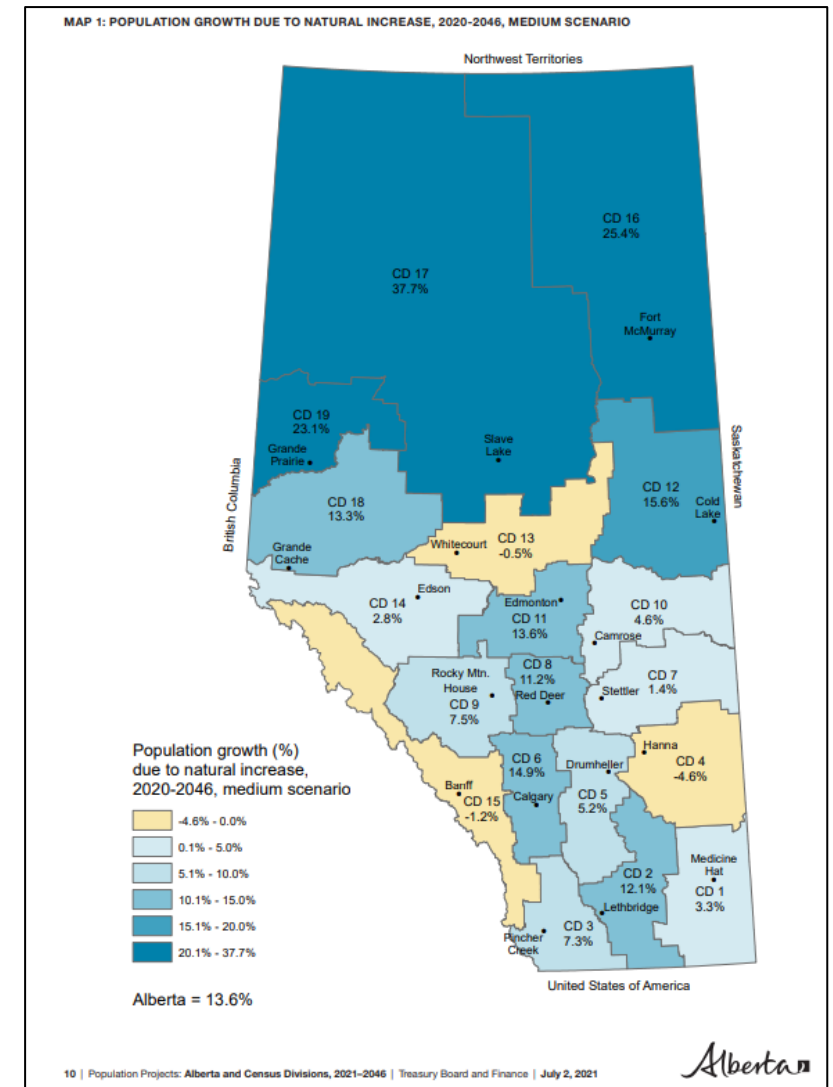 MAP 1: POPULATION GROWTH DUE TO NATURAL INCREASE, 2020-2046, MEDIUM SCENARIO
Northwest Territories
CD 16
25.4%
CD 17
37.7%
Fort
McMurray
CD 19
23.1%
Grande
Prairie
Slave
Lake
British Columbia
Saskatchewan
CD 18
13.3%
CD 12
15.6%
Cold
Lake
Whitecourt
CD 13
-0.5%
Grande
Cache
Edson
CD 14
2.8%
Edmonton
CD 11
13.6%
CD 10
4.6%
Camrose
CD 8
11.2%
Red Deer
Rocky Mtn.
House
CD 9
7.5%
CD 7
1.4%
Stettler
Hanna
CD 4
-4.6%
CD 6
14.9%
Calgary
Drumheller
CD 5
5.2%
Banff
CD 15
-1.2%
Medicine
Hat
CD 1
3.3%
CD 2
12.1%
Lethbridge
CD 3
7.3%
Pincher
Creek
United States of America
Population growth (%)
due to natural increase,
2020-2046, medium scenario
-4.6% - 0.0%
0.1% - 5.0%
5.1% - 10.0%
10.1% - 15.0%
15.1% - 20.0%
20.1% - 37.7%
Alberta = 13.6%
10 | Population Projects: Alberta and Census Divisions, 2021–2046 | Treasury Board and Finance | July 2, 2021
Alberta